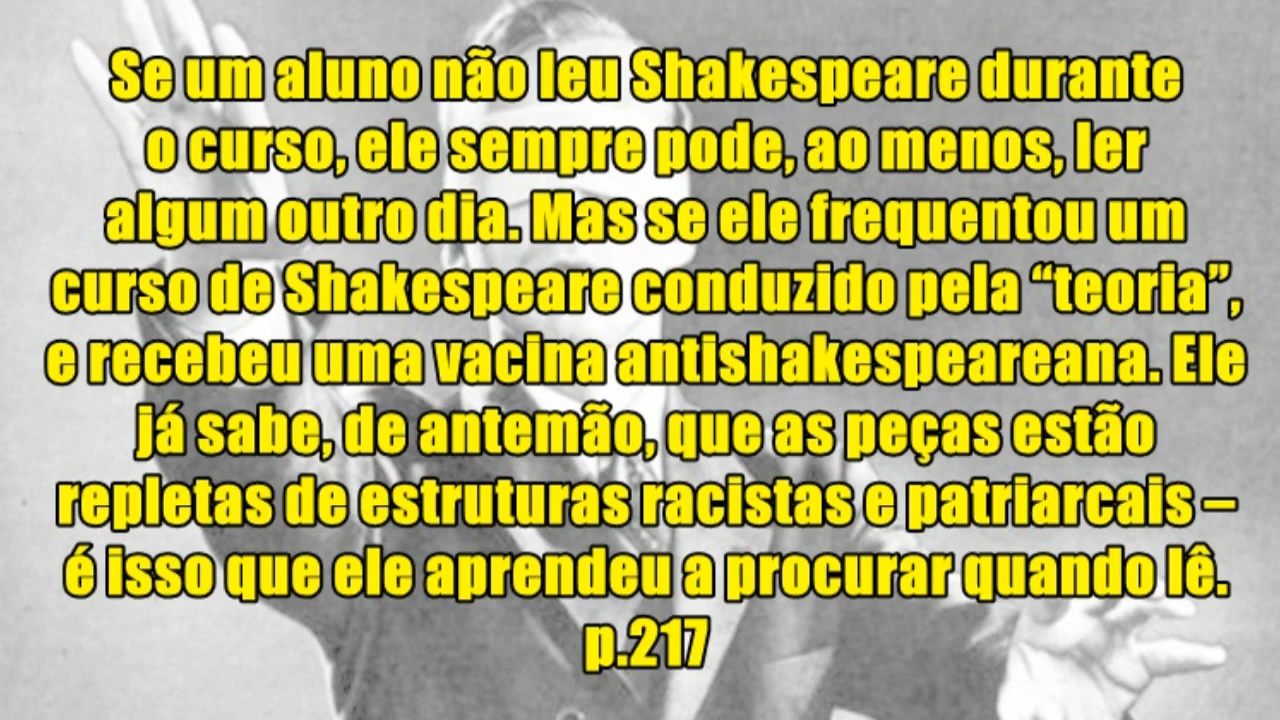 Se um aluno não leu Shakespeare durante
o curso, ele sempre pode, ao menos, ler
algum outro dia. Mas se ele frequentou um
curso de Shakespeare conduzido pela “teoria”,
e recebeu uma vacina antishakespeareana. Ele
já sabe, de antemão, que as peças estão
repletas de estruturas racistas e patriarcais –
é isso que ele aprendeu a procurar quando lê.
p.217